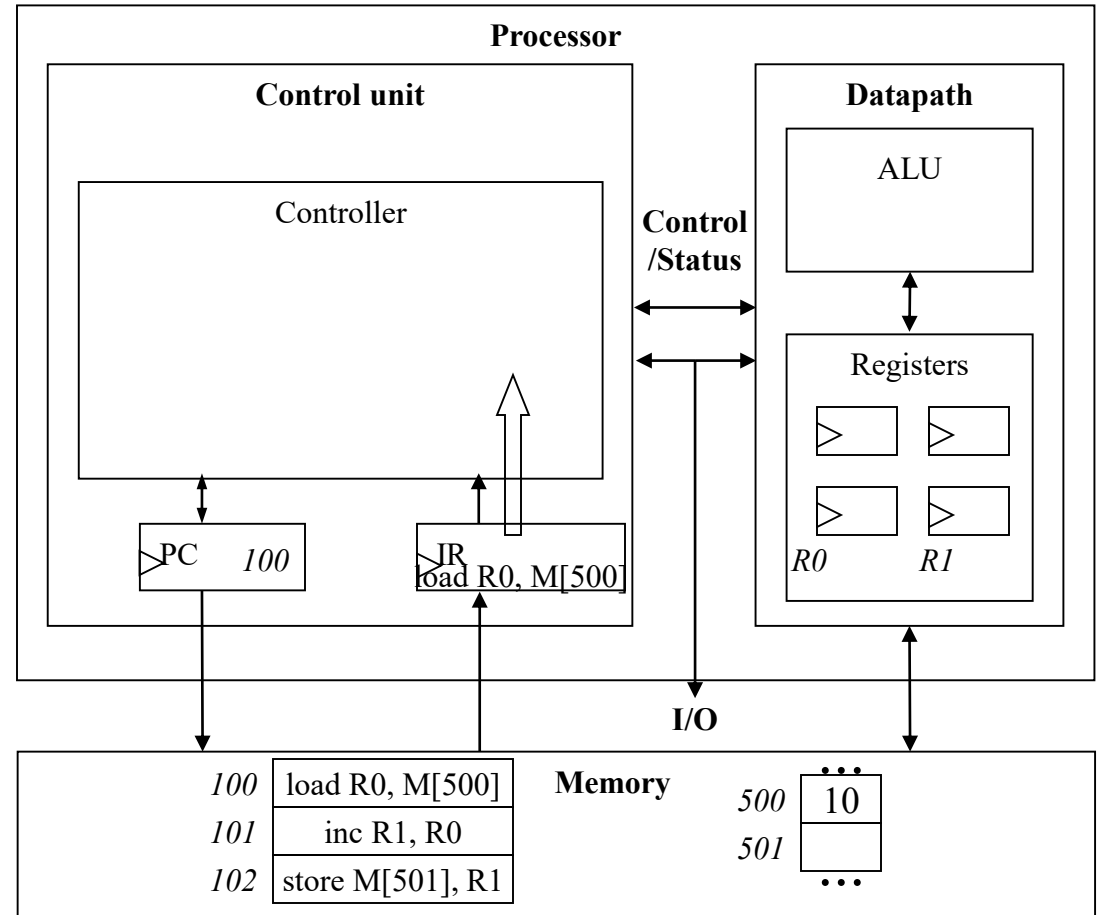 Processor
Control unit
Datapath
ALU
Controller
Control
/Status
Registers
PC 100
IR
load R0, M[500]
R0 R1
I/O
Memory
100 load R0, M[500]
101 inc R1, R0
102 store M[501], R1
...
500 10
501
...